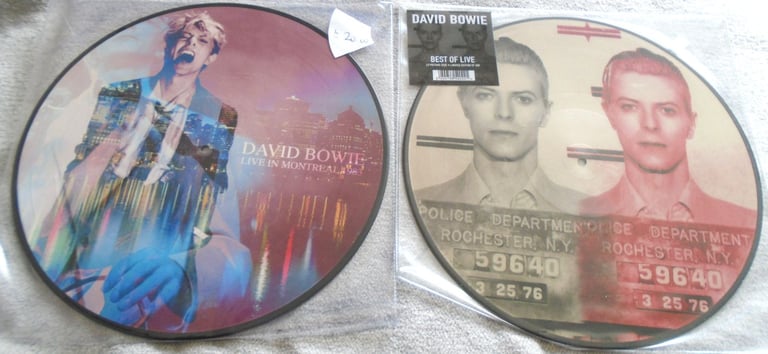 DAVID BOWIE
LIVE IN MONTREAL
DAVID BOWIE
BEST OF LIVE
POLICE DEPARTMENT
ROCHESTER, N.Y.
59640
3 25 76
POLICE DEPARTMENT
ROCHESTER, N.Y.
59640
3 25 76